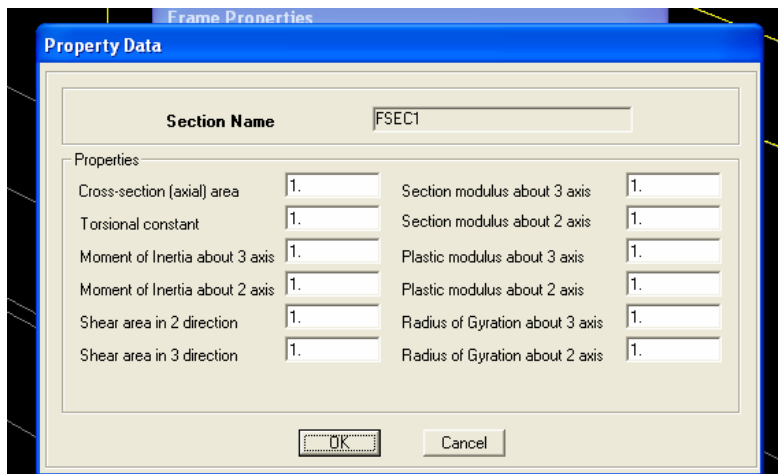 Frame Properties
Property Data
Section Name FSEC1
Properties
Cross-section (axial) area 1. Section modulus about 3 axis 1.
Torsional constant 1. Section modulus about 2 axis 1.
Moment of Inertia about 3 axis 1. Plastic modulus about 3 axis 1.
Moment of Inertia about 2 axis 1. Plastic modulus about 2 axis 1.
Shear area in 2 direction 1. Radius of Gyration about 3 axis 1.
Shear area in 3 direction 1. Radius of Gyration about 2 axis 1.
OK Cancel